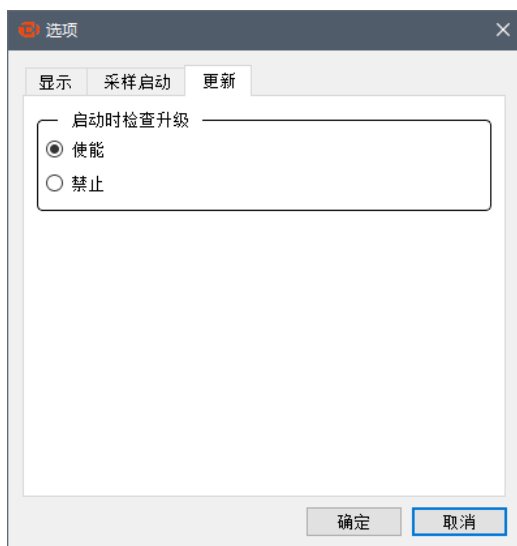 选项
显示 采样启动 更新
启动时检查升级
使能
禁止
确定 取消